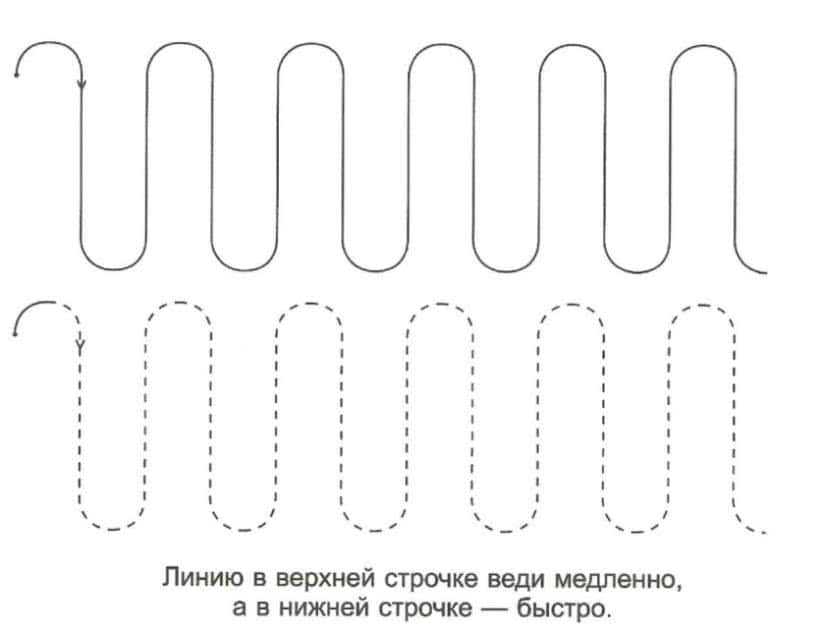 Линию в верхней строчке веди медленно,
а в нижней строчке — быстро.